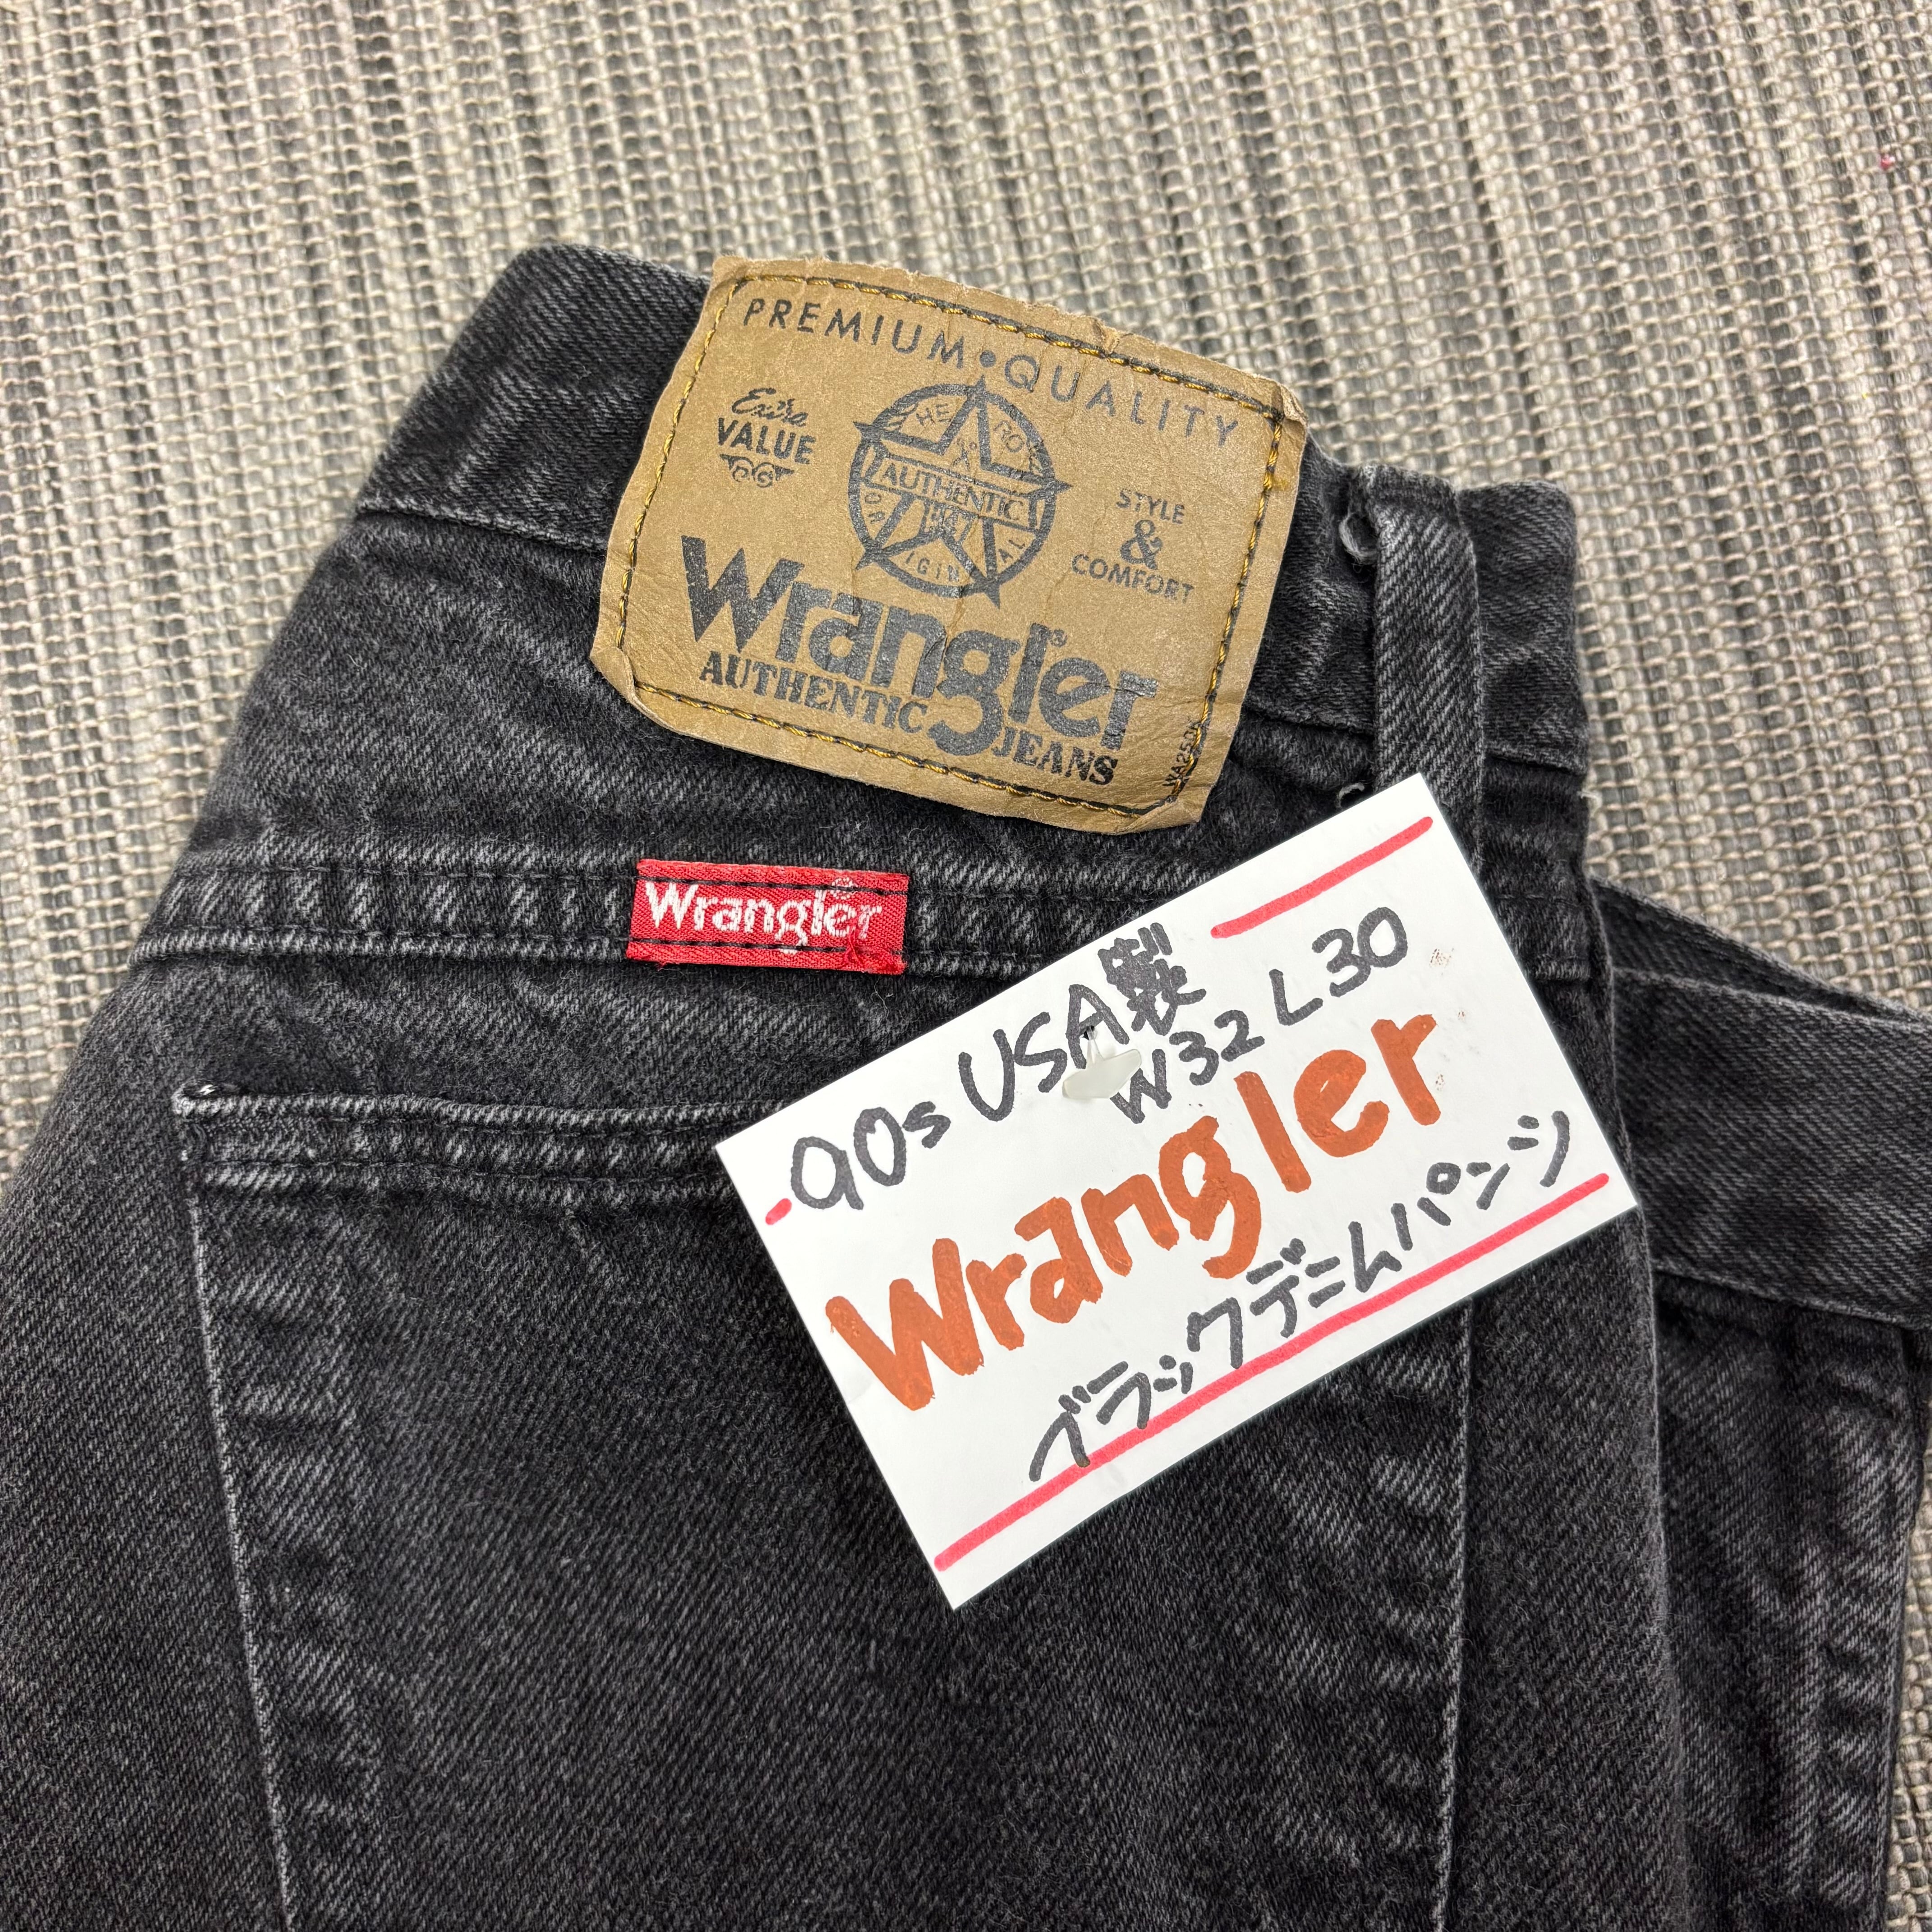 PREMIUM•QUALITY
Extra
VALUE
AUTHENTIC
STYLE
&
COMFORT
Wrangler®
AUTHENTIC JEANS
Wrangler®
90s USA製
W32 L30
Wrangler
ブラックデニムパンツ